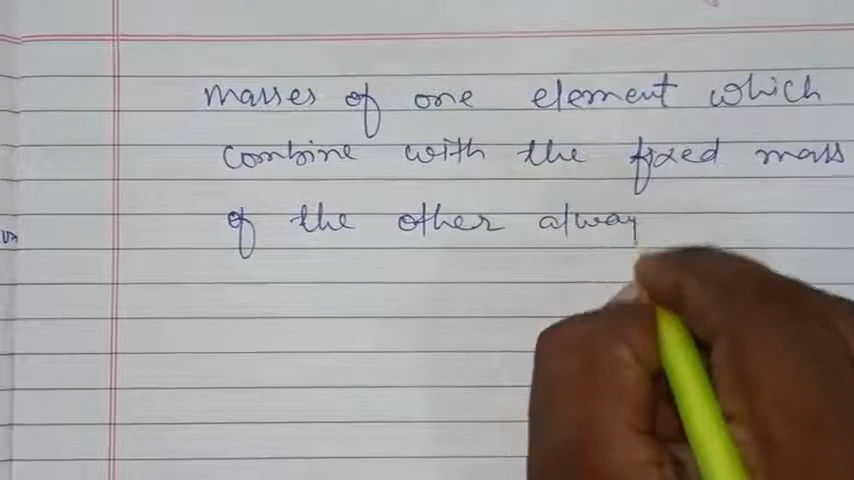 masses of one element which
combine with the fixed mass
of the other alway